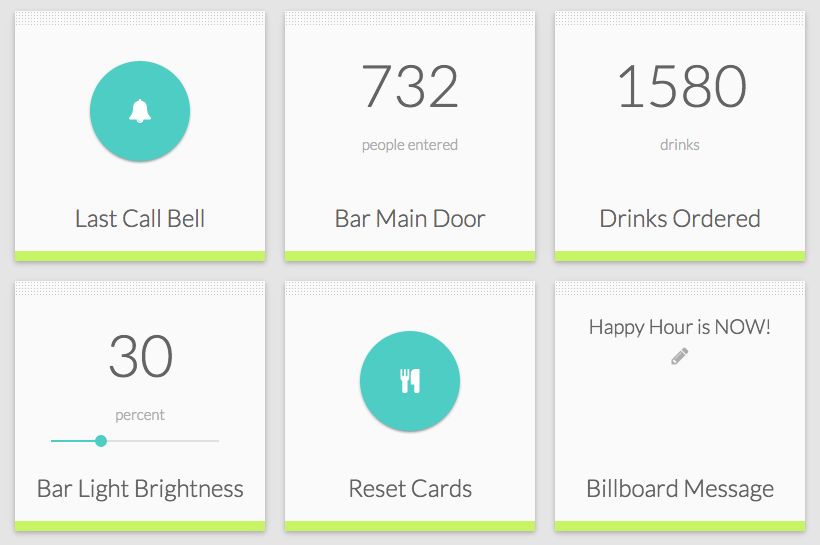 Last Call Bell
732
people entered
Bar Main Door
1580
drinks
Drinks Ordered
30
percent
Bar Light Brightness
Reset Cards
Happy Hour is NOW!
Billboard Message